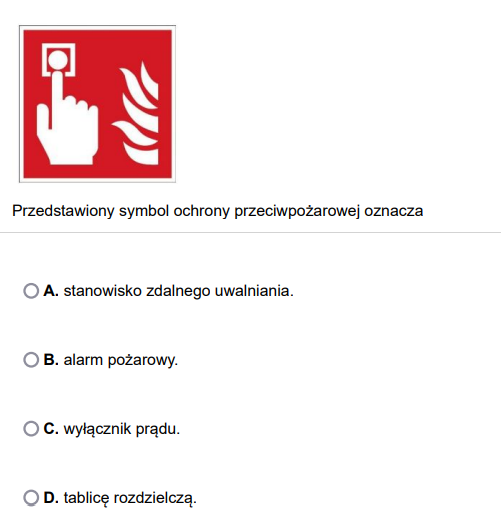 Przedstawiony symbol ochrony przeciwpożarowej oznacza
A. stanowisko zdalnego uwalniania.
B. alarm pożarowy.
C. wyłącznik prądu.
D. tablicę rozdzielczą.